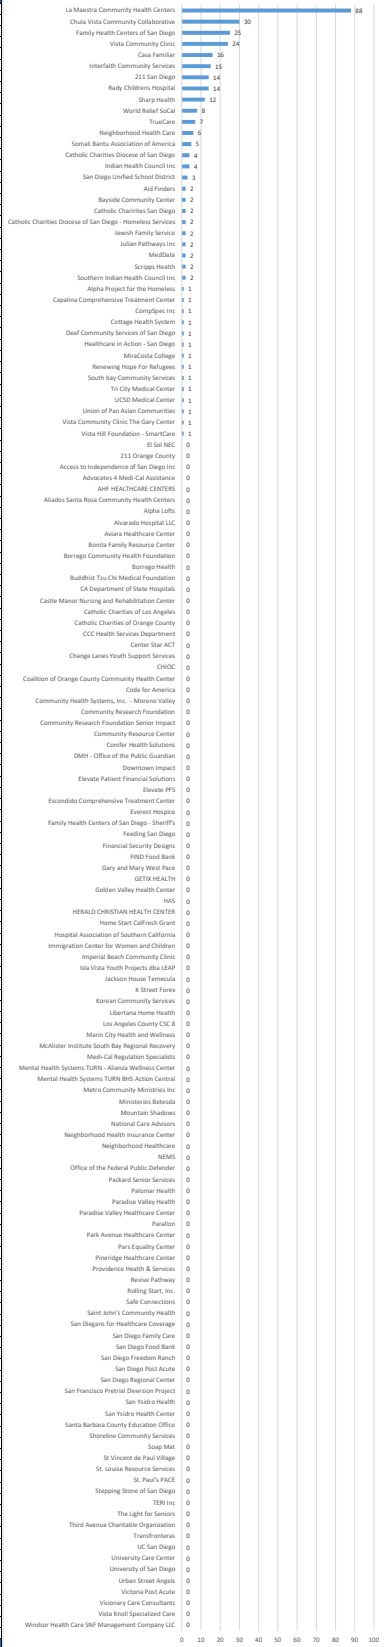 La Maestra Community Health Centers 88
Chula Vista Community Collaborative 30
Family Health Centers of San Diego 25
Vista Community Clinic 24
Casa Familiar 16
Interfaith Community Services 15
211 San Diego 14
Rady Childrens Hospital 14
Sharp Health 12
World Relief SoCal 8
TrueCare 7
Neighborhood Health Care 6
Somali Bantu Association of America 5
Catholic Charities Diocese of San Diego 4
Indian Health Council Inc 4
San Diego Unified School District 3
Aid Finders 2
Bayside Community Center 2
Catholic Charirites San Diego 2
Catholic Charities Diocese of San Diego - Homeless Services 2
Jewish Family Service 2
Julian Pathways Inc 2
MedData 2
Scripps Health 2
Southern Indian Health Council Inc 2
Alpha Project for the Homeless 1
Capalina Comprehensive Treatment Center 1
CompSpec Inc 1
Cottage Health System 1
Deaf Community Services of San Diego 1
Healthcare in Action - San Diego 1
MiraCosta College 1
Renewing Hope For Refugees 1
South bay Community Services 1
Tri City Medical Center 1
UCSD Medical Center 1
Union of Pan Asian Communities 1
Vista Community Clinic The Gary Center 1
Vista Hill Foundation - SmartCare 1
El Sol NEC 0
211 Orange County 0
Access to Independence of San Diego Inc 0
Advocates 4 Medi-Cal Assistance 0
AHF HEALTHCARE CENTERS 0
Aliados Santa Rosa Community Health Centers 0
Alpha Lofts 0
Alvarado Hospital LLC 0
Aviara Healthcare Center 0
Bonita Family Resource Center 0
Borrego Community Health Foundation 0
Borrego Health 0
Buddhist Tzu Chi Medical Foundation 0
CA Department of State Hospitals 0
Castle Manor Nursing and Rehabilitation Center 0
Catholic Charities of Los Angeles 0
Catholic Charities of Orange County 0
CCC Health Services Department 0
Center Star ACT 0
Change Lanes Youth Support Services 0
CHIOC 0
Coalition of Orange County Community Health Center 0
Code for America 0
Community Health Systems, Inc. - Moreno Valley 0
Community Research Foundation 0
Community Research Foundation Senior Impact 0
Community Resource Center 0
Conifer Health Solutions 0
DMH - Office of the Public Guardian 0
Downtown Impact 0
Elevate Patient Financial Solutions 0
Elevate PFS 0
Escondido Comprehensive Treatment Center 0
Everest Hospice 0
Family Health Centers of San Diego - Sheriff's 0
Feeding San Diego 0
Financial Security Designs 0
FIND Food Bank 0
Gary and Mary West Pace 0
GETIX HEALTH 0
Golden Valley Health Center 0
HAS 0
HERALD CHRISTIAN HEALTH CENTER 0
Home Start CalFresh Grant 0
Hospital Association of Southern California 0
Immigration Center for Women and Children 0
Imperial Beach Community Clinic 0
Isla Vista Youth Projects dba LEAP 0
Jackson House Temecula 0
K Street Forex 0
Korean Community Services 0
Libertana Home Health 0
Los Angeles County CSC 8 0
Marin City Health and Wellness 0
McAlister Institute South Bay Regional Recovery 0
Medi-Cal Regulation Specialists 0
Mental Health Systems TURN - Alianza Wellness Center 0
Mental Health Systems TURN BHS Action Central 0
Metro Community Ministries Inc 0
Ministerios Betesda 0
Mountain Shadows 0
National Care Advisors 0
Neighborhood Health Insurance Center 0
Neighborhood Healthcare 0
NEMS 0
Office of the Federal Public Defender 0
Packard Senior Services 0
Palomar Health 0
Paradise Valley Health 0
Paradise Valley Healthcare Center 0
Parallon 0
Park Avenue Healthcare Center 0
Pars Equality Center 0
Pineridge Healthcare Center 0
Providence Health & Services 0
Revive Pathway 0
Rolling Start, Inc. 0
Safe Connections 0
Saint John's Community Health 0
San Diegans for Healthcare Coverage 0
San Diego Family Care 0
San Diego Food Bank 0
San Diego Freedom Ranch 0
San Diego Post Acute 0
San Diego Regional Center 0
San Francisco Pretrial Diversion Project 0
San Ysidro Health 0
San Ysidro Health Center 0
Santa Barbara County Education Office 0
Shoreline Community Services 0
Soap Mat 0
St Vincent de Paul Village 0
St. Louise Resource Services 0
St. Paul's PACE 0
Stepping Stone of San Diego 0
TERI Inc 0
The Light for Seniors 0
Third Avenue Charitable Organization 0
Transfronteras 0
UC San Diego 0
University Care Center 0
University of San Diego 0
Urban Street Angels 0
Victoria Post Acute 0
Visionary Care Consultants 0
Vista Knoll Specialized Care 0
Windsor Health Care SNF Management Company LLC 0
0 10 20 30 40 50 60 70 80 90 100